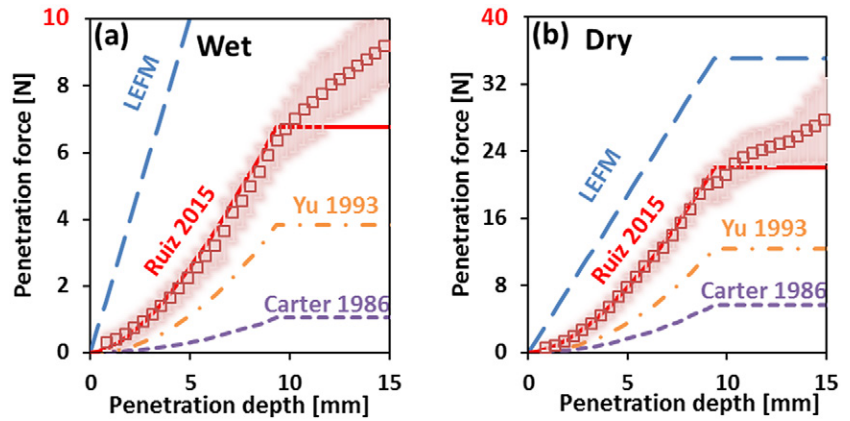 (a)
Wet
Penetration force [N]
10
8
6
4
2
0
LEFM
Ruiz 2015
Yu 1993
Carter 1986
0
5
10
15
Penetration depth [mm]
(b)
Dry
Penetration force [N]
40
32
24
16
8
0
LEFM
Ruiz 2015
Yu 1993
Carter 1986
0
5
10
15
Penetration depth [mm]